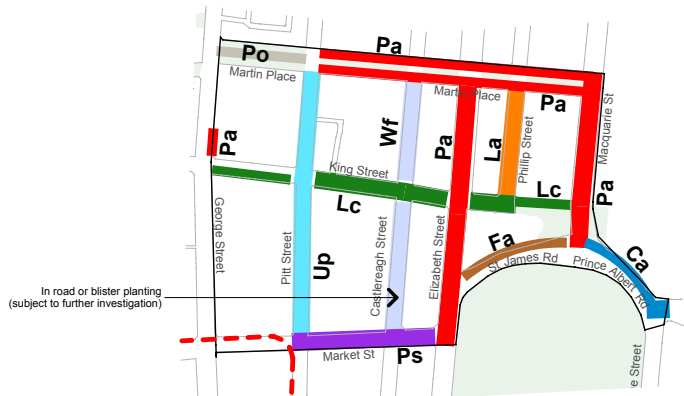 Pa
Po
Martin Place
Martin Place
Pa
Macquarie St
Wf
Pa
La
Phillip Street
Pa
King Street
Lc
Lc
Pa
George Street
Pitt Street
Up
Castlereagh Street
Elizabeth Street
Fa
St James Rd
Prince Albert Rd
Ca
In road or blister planting
(subject to further investigation)
Market St
Ps
e Street